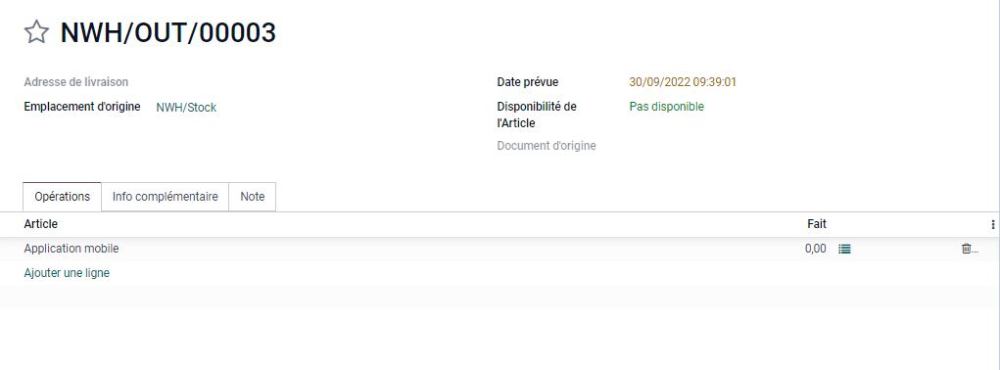 NWH/OUT/00003
Adresse de livraison
Emplacement d'origine NWH/Stock
Date prévue 30/09/2022 09:39:01
Disponibilité de
l'Article Pas disponible
Document d'origine
Opérations Info complémentaire Note
Article Fait
Application mobile 0,00 ...
Ajouter une ligne